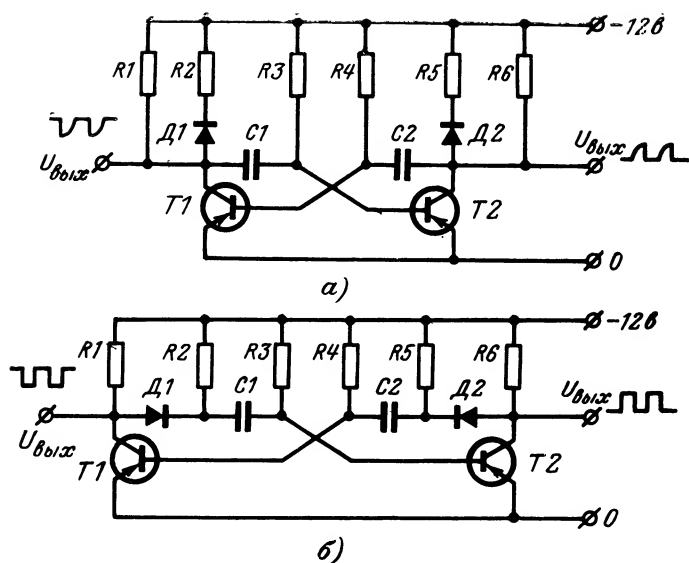 -12в
R1 R2 R3 R4 R5 R6
Д1 C1 C2 Д2
Uвых Uвых
T1 T2
0
а)
-12в
R1 R2 R3 R4 R5 R6
Д1 C1 C2 Д2
Uвых Uвых
T1 T2
0
б)